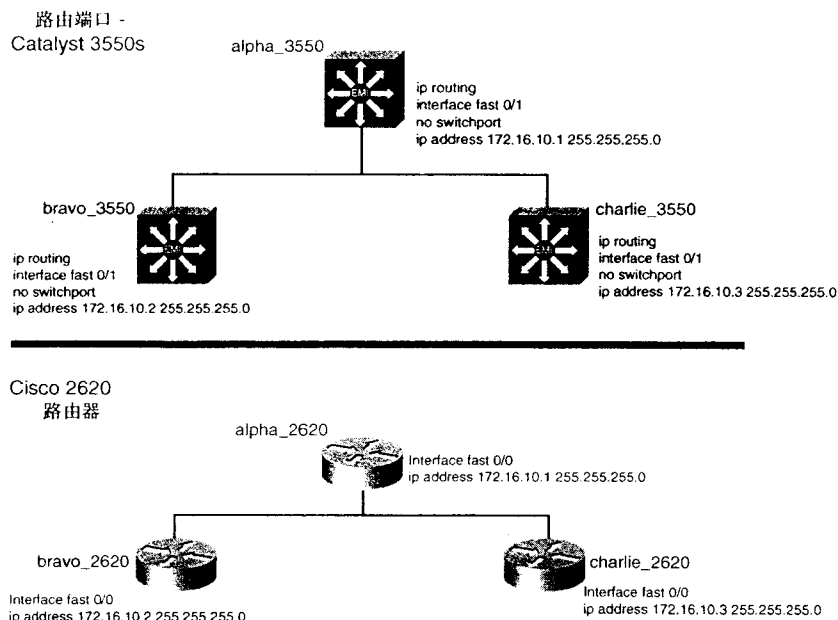 路由端口 -
Catalyst 3550s
alpha_3550
EMI
ip routing
interface fast 0/1
no switchport
ip address 172.16.10.1 255.255.255.0
bravo_3550
EMI
ip routing
interface fast 0/1
no switchport
ip address 172.16.10.2 255.255.255.0
charlie_3550
EMI
ip routing
interface fast 0/1
no switchport
ip address 172.16.10.3 255.255.255.0
Cisco 2620
路由器
alpha_2620
Interface fast 0/0
ip address 172.16.10.1 255.255.255.0
bravo_2620
Interface fast 0/0
ip address 172.16.10.2 255.255.255.0
charlie_2620
Interface fast 0/0
ip address 172.16.10.3 255.255.255.0